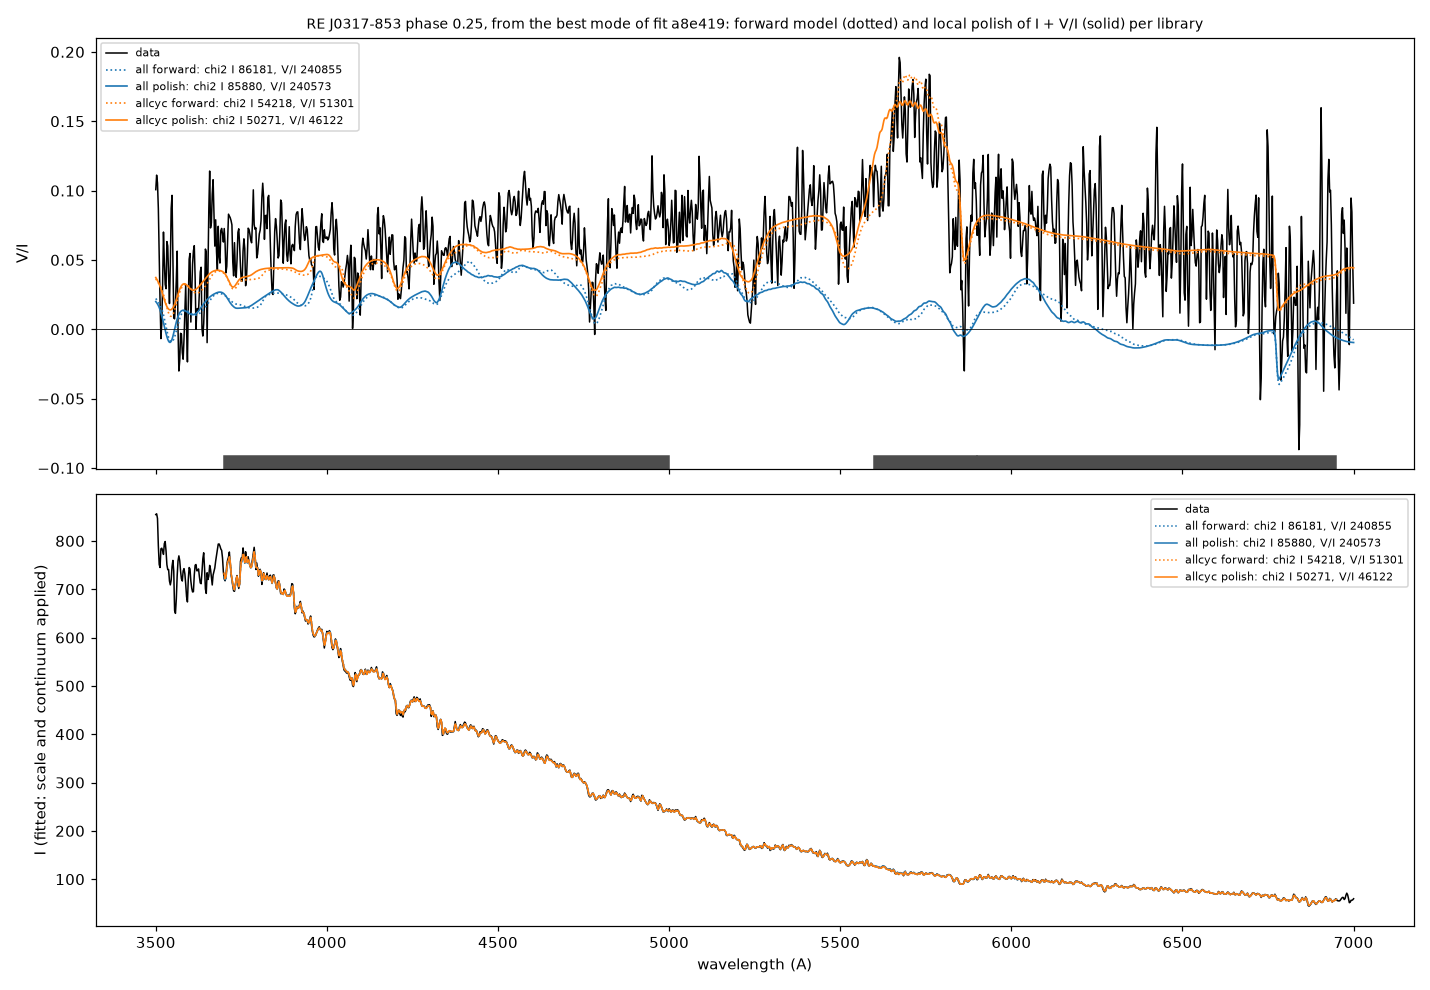 RE J0317-853 phase 0.25, from the best mode of fit a8e419: forward model (dotted) and local polish of I + V/I (solid) per library
data
all forward: chi2 I 86181, V/I 240855
all polish: chi2 I 85880, V/I 240573
allcyc forward: chi2 I 54218, V/I 51301
allcyc polish: chi2 I 50271, V/I 46122
V/I
0.20
0.15
0.10
0.05
0.00
−0.05
−0.10
data
all forward: chi2 I 86181, V/I 240855
all polish: chi2 I 85880, V/I 240573
allcyc forward: chi2 I 54218, V/I 51301
allcyc polish: chi2 I 50271, V/I 46122
I (fitted: scale and continuum applied)
800
700
600
500
400
300
200
100
3500 4000 4500 5000 5500 6000 6500 7000
wavelength (A)